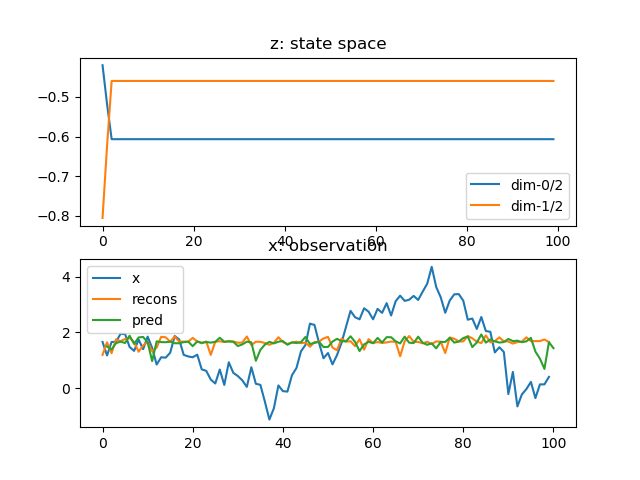 z: state space
−0.5
−0.6
−0.7
−0.8
dim-0/2
dim-1/2
0
20
40
60
80
100
x: observation
4
2
0
x
recons
pred
0
20
40
60
80
100